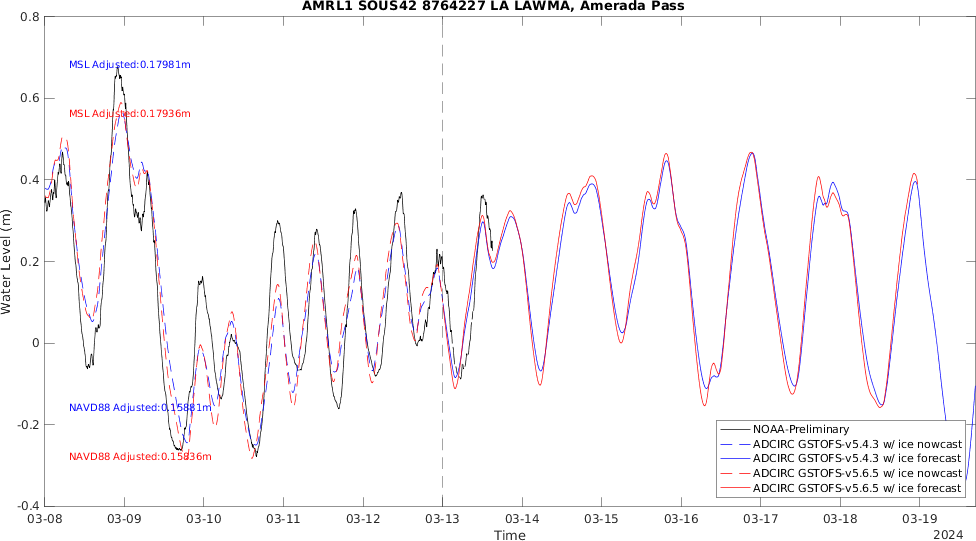 AMRL1 SOUS42 8764227 LA LAWMA, Amerada Pass
0.8
0.6
0.4
0.2
0
-0.2
-0.4
Water Level (m)
MSL Adjusted:0.17981m
MSL Adjusted:0.17936m
NAVD88 Adjusted:0.15881m
NAVD88 Adjusted:0.15836m
NOAA-Preliminary
ADCIRC GSTOFS-v5.4.3 w/ ice nowcast
ADCIRC GSTOFS-v5.4.3 w/ ice forecast
ADCIRC GSTOFS-v5.6.5 w/ ice nowcast
ADCIRC GSTOFS-v5.6.5 w/ ice forecast
03-08 03-09 03-10 03-11 03-12 03-13 03-14 03-15 03-16 03-17 03-18 03-19
Time
2024